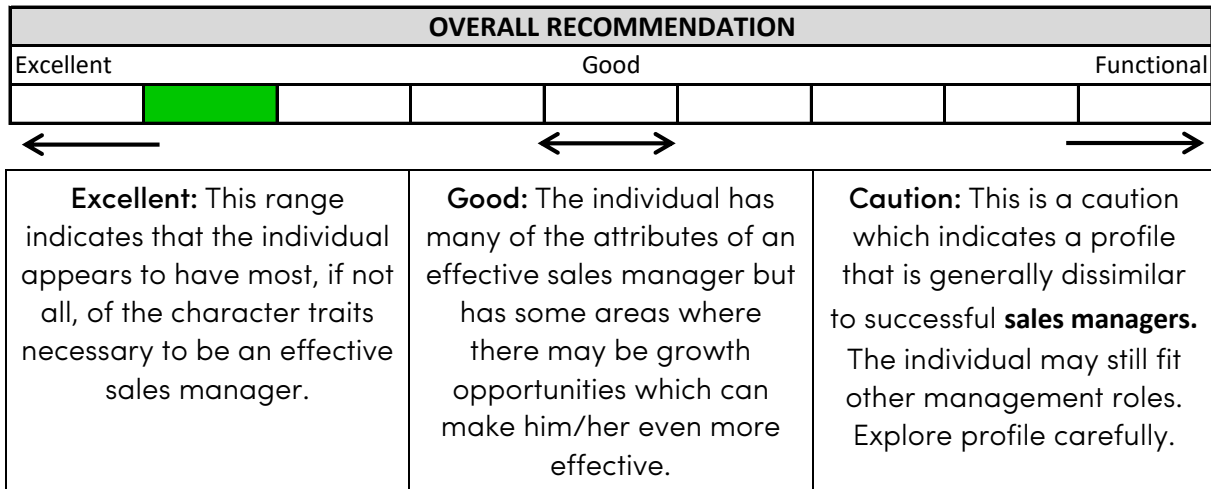 OVERALL RECOMMENDATION
Excellent Good Functional
Excellent: This range
indicates that the individual
appears to have most, if not
all, of the character traits
necessary to be an effective
sales manager.
Good: The individual has
many of the attributes of an
effective sales manager but
has some areas where
there may be growth
opportunities which can
make him/her even more
effective.
Caution: This is a caution
which indicates a profile
that is generally dissimilar
to successful sales managers.
The individual may still fit
other management roles.
Explore profile carefully.